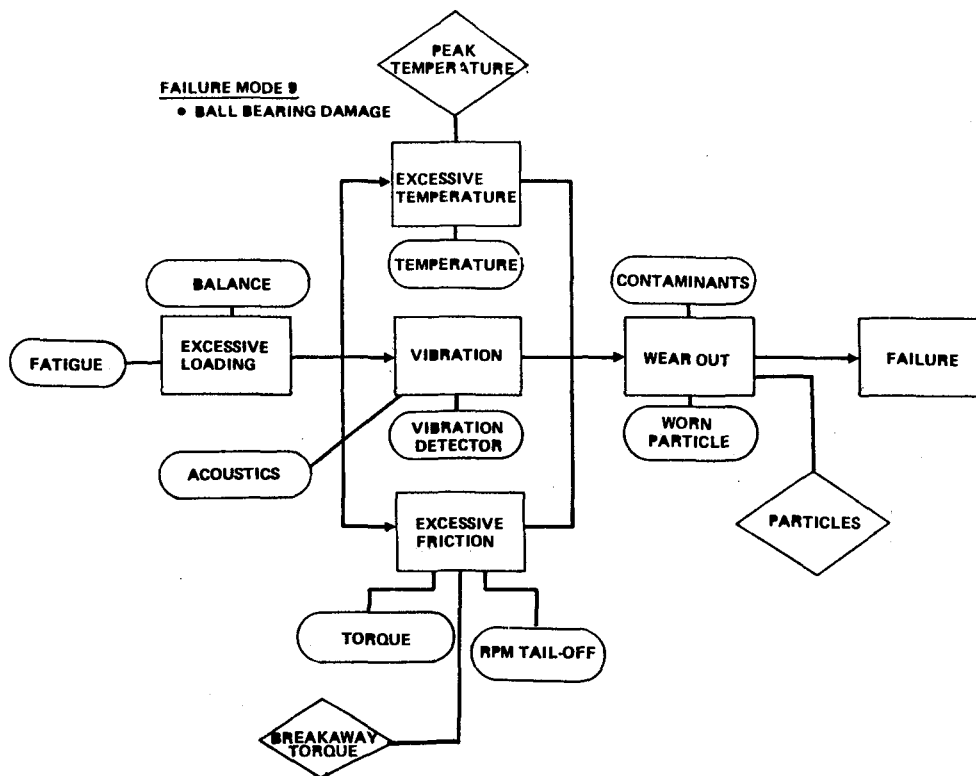 PEAK
TEMPERATURE
FAILURE MODE 9
• BALL BEARING DAMAGE
EXCESSIVE
TEMPERATURE
TEMPERATURE
BALANCE
CONTAMINANTS
FATIGUE
EXCESSIVE
LOADING
VIBRATION
WEAR OUT
FAILURE
VIBRATION
DETECTOR
WORN
PARTICLE
ACOUSTICS
EXCESSIVE
FRICTION
PARTICLES
TORQUE
RPM TAIL-OFF
BREAKAWAY
TORQUE